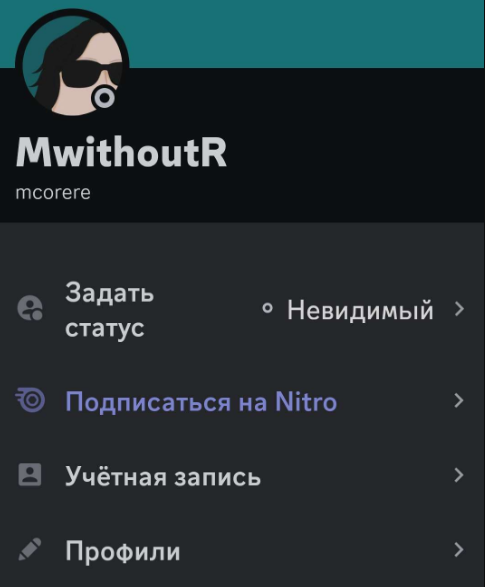 MwithoutR
mcorere
Задать
статус
Невидимый
Подписаться на Nitro
Учётная запись
Профили